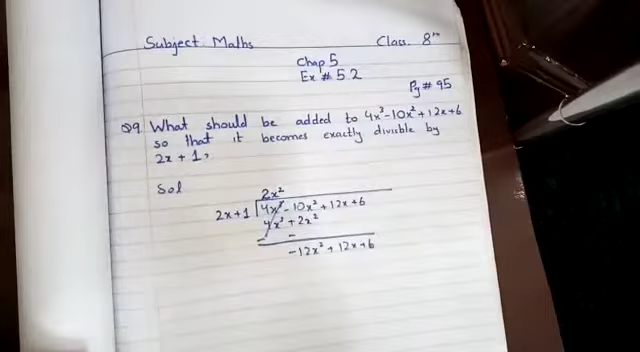 Subject: Maths Class. 8th
Chap 5
Ex # 5.2
Pg # 95
Q9 What should be added to 4x³-10x²+12x+6
so that it becomes exactly divisble by
2x + 1,
Sol
2x²
2x+1 4x³ - 10x² + 12x + 6
4x³ + 2x²
- -
-12x² + 12x + 6